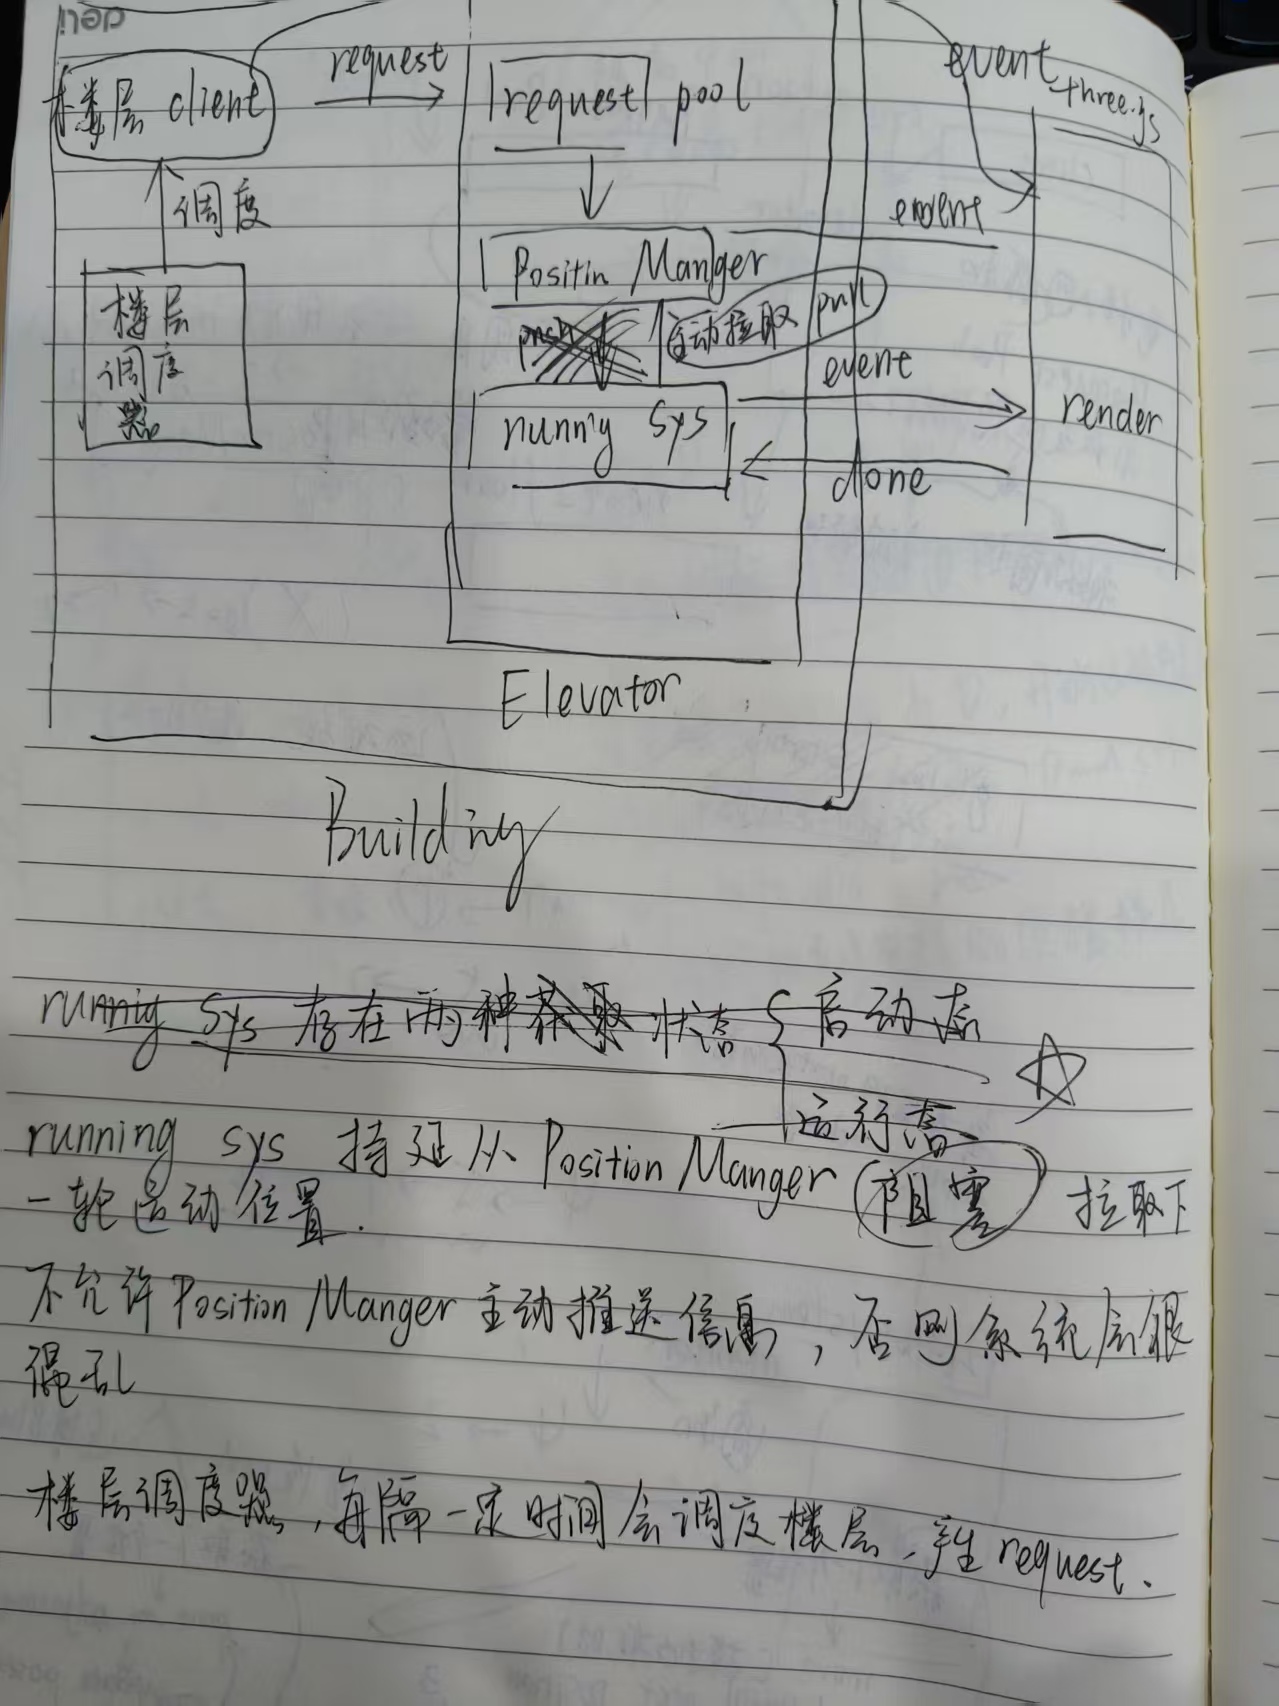 deli
event
three.js
request
楼层 client
request pool
调度
event
Positin Manger
楼层
调度
器
push
自动拉取 pull
event
running sys
render
done
Elevator
Building
running sys 存在两种获取状态 启动态
运行态
running sys 持续从 Position Manger 阻塞 拉取下
一轮运动位置.
不允许 Position Manger 主动推送信息, 否则系统会很
混乱
楼层调度器, 每隔一定时间会调度楼层, 产生 request.